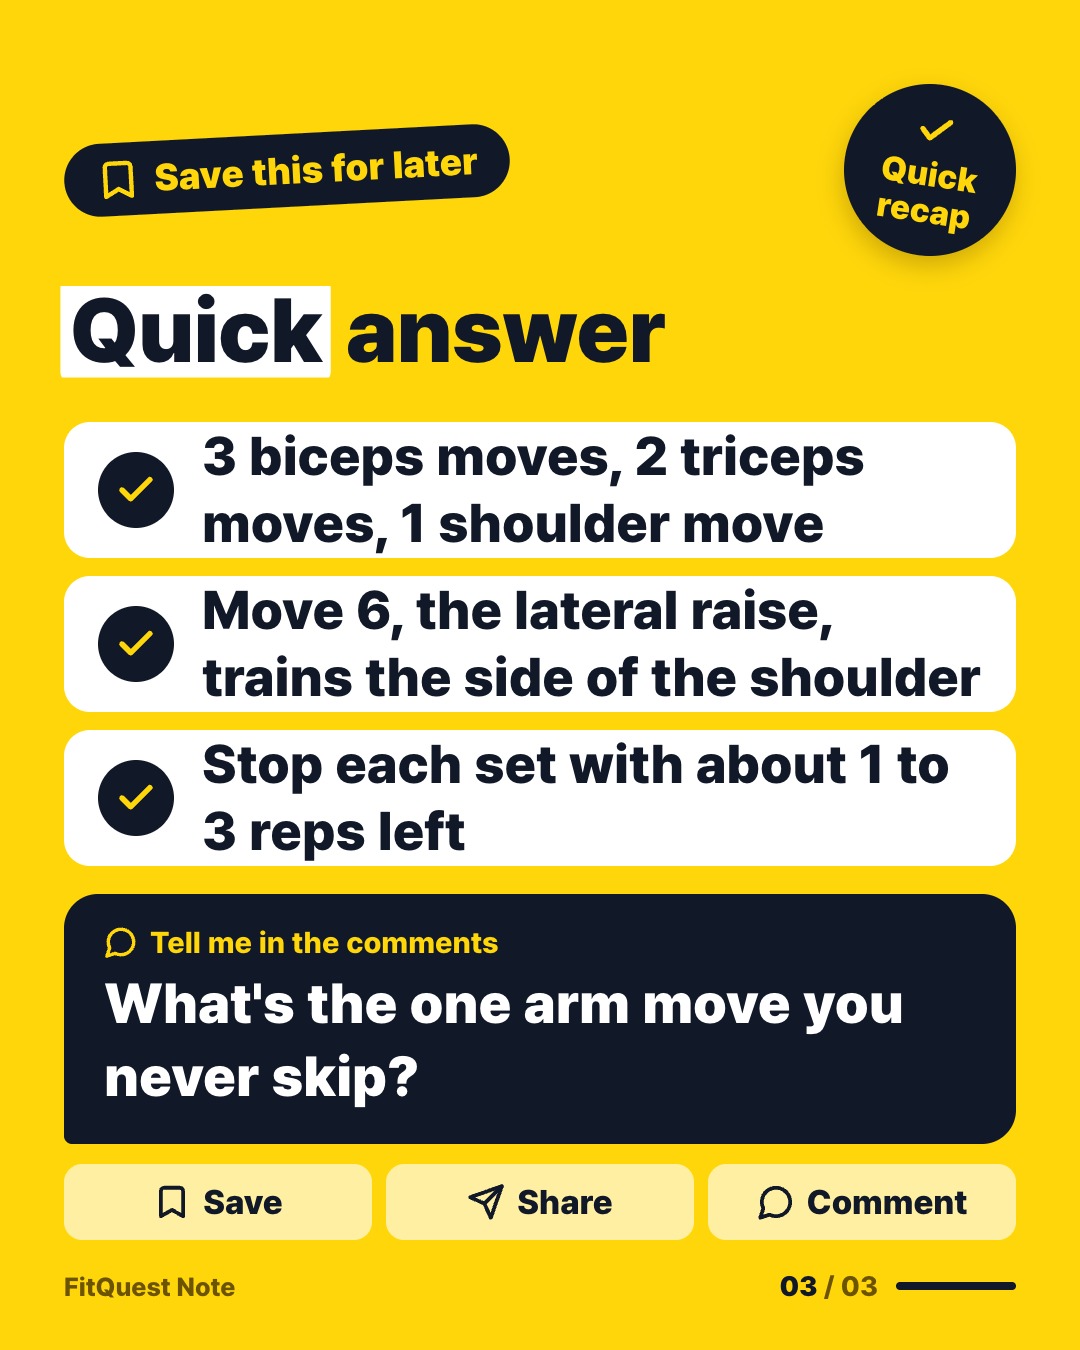 Save this for later
Quick
recap
Quick answer
3 biceps moves, 2 triceps
moves, 1 shoulder move
Move 6, the lateral raise,
trains the side of the shoulder
Stop each set with about 1 to
3 reps left
Tell me in the comments
What's the one arm move you
never skip?
Save
Share
Comment
FitQuest Note
03 / 03